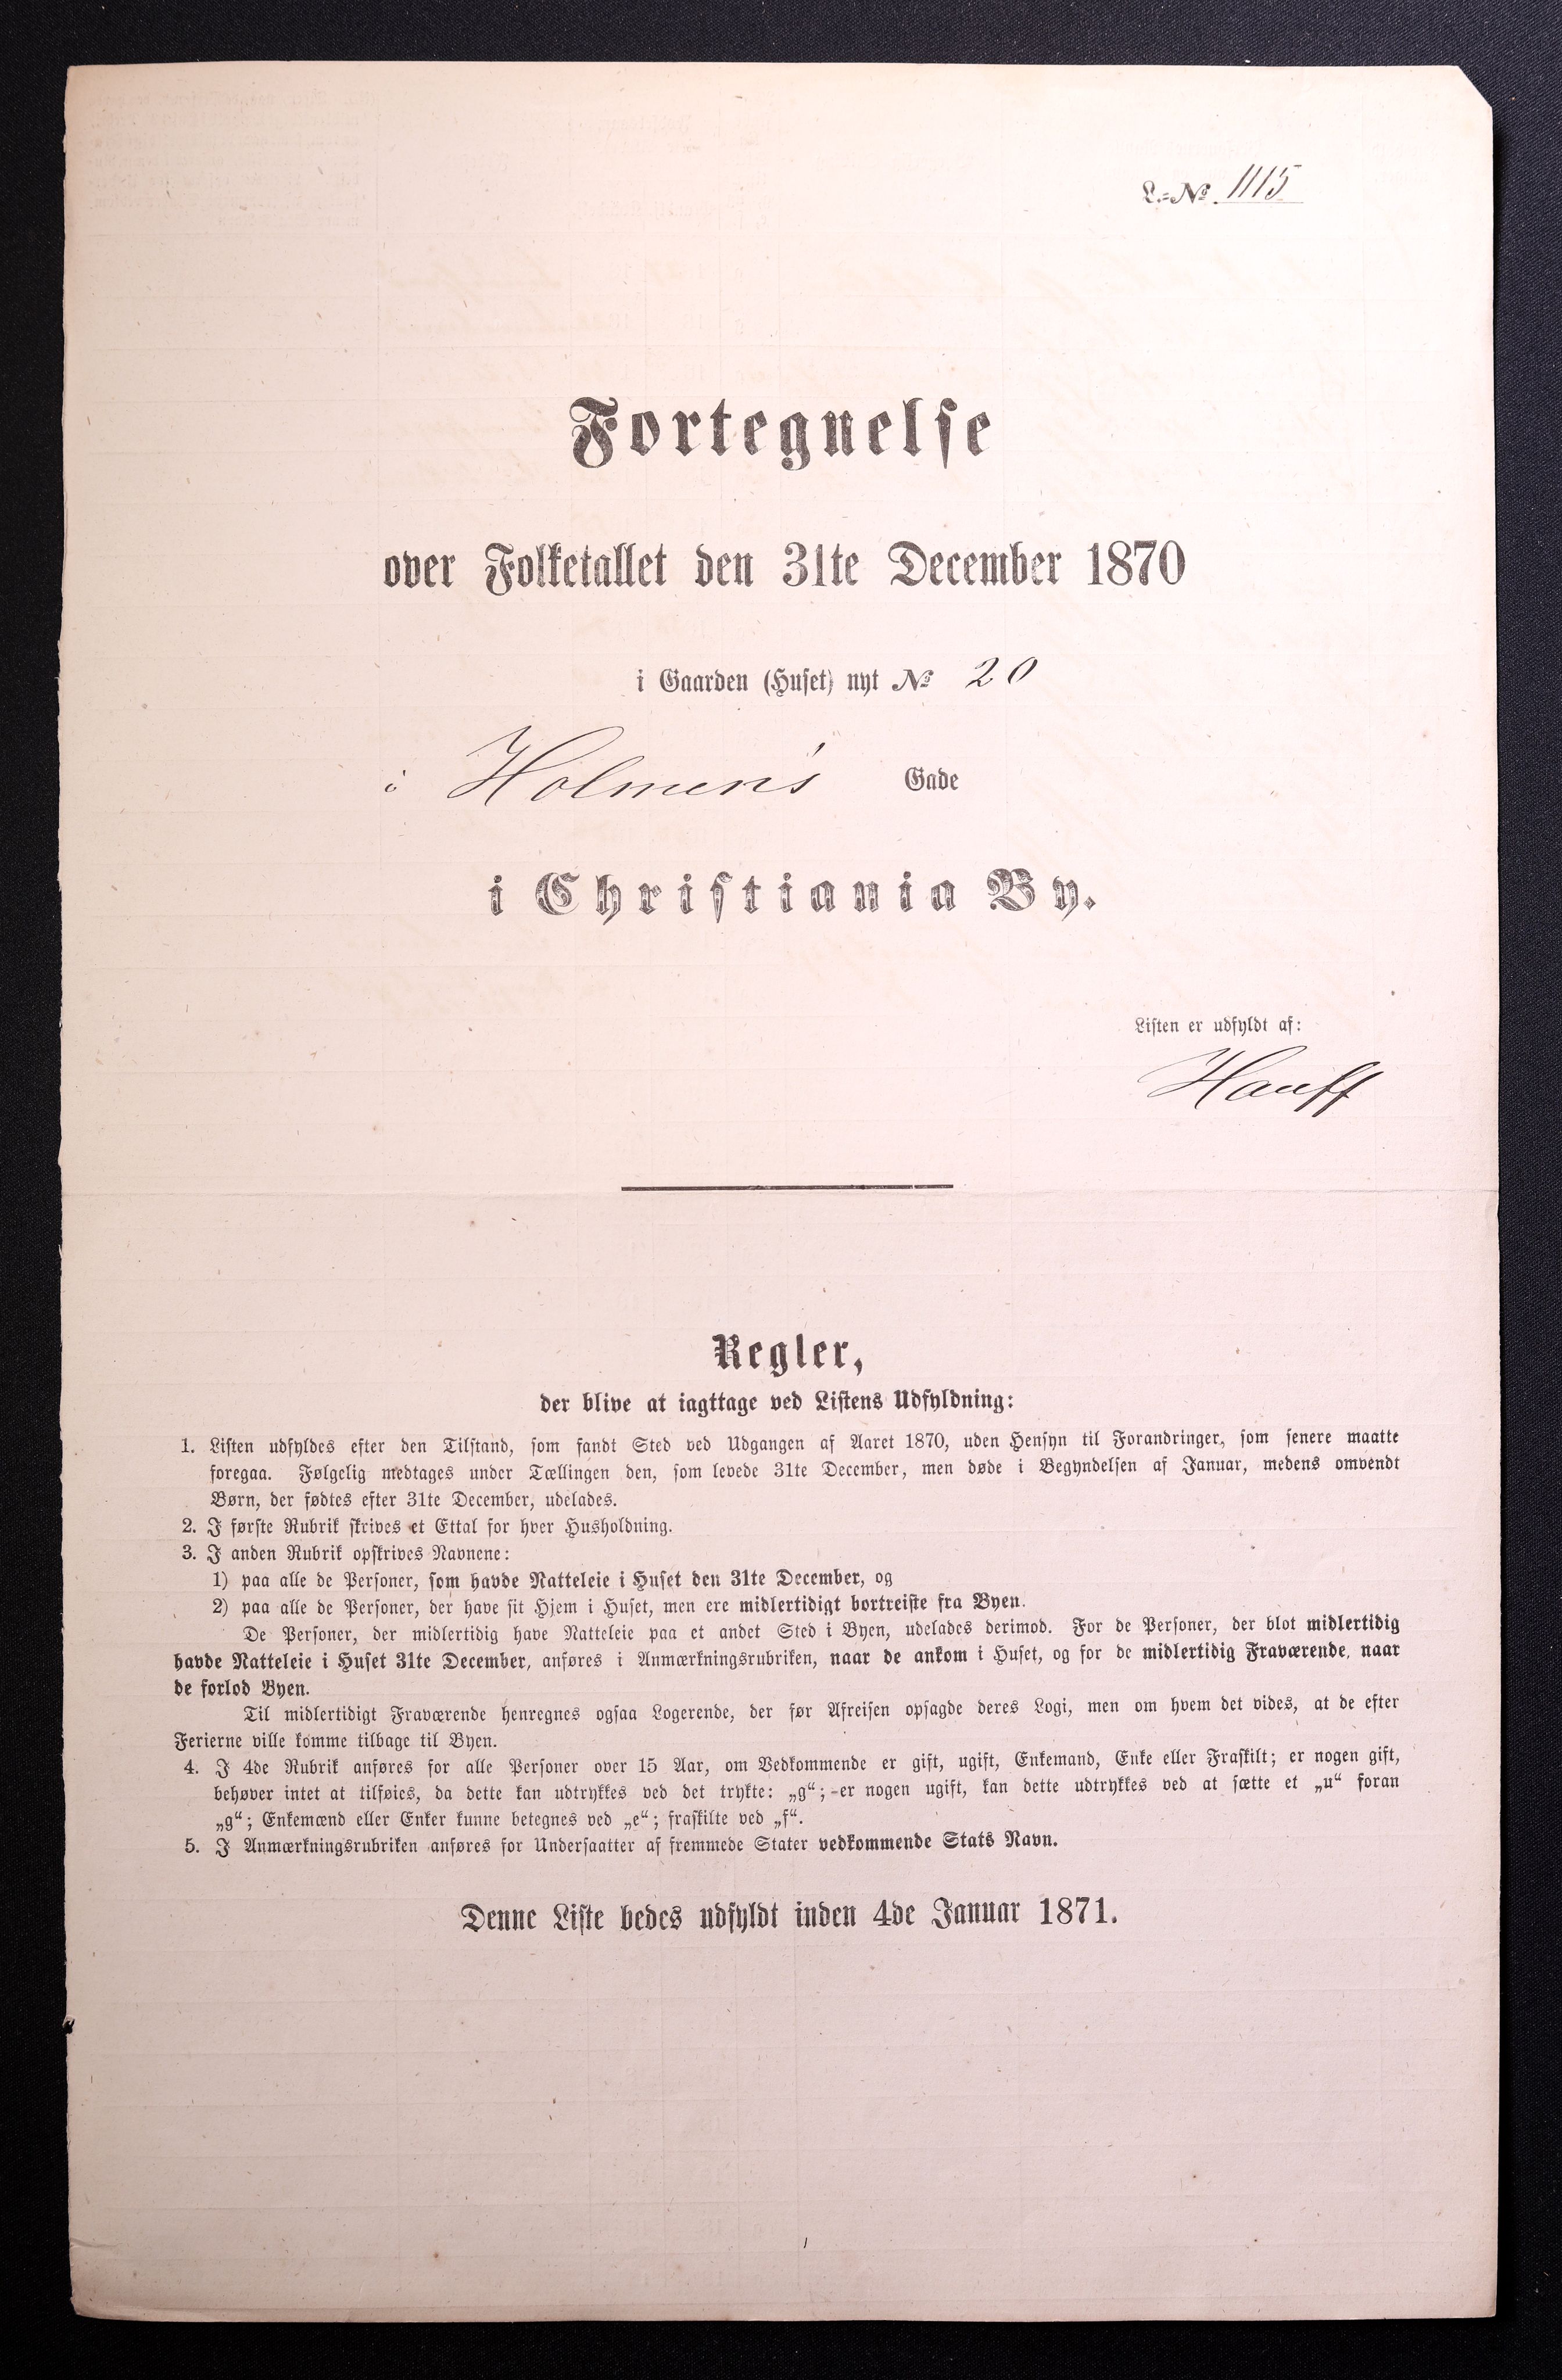 L.=№ 1115
Fortegnelse
over Folketallet den 31te December 1870
i Gaarden (Huset) nyt № 20
i Holmens Gade
i Christiania By.
Listen er udfyldt af:
Hauff
Regler,
der blive at iagttage ved Listens Udfyldning:
1. Listen udfyldes efter den Tilstand, som fandt Sted ved Udgangen af Aaret 1870, uden Hensyn til Forandringer, som senere maatte
foregaa. Følgelig medtages under Tællingen den, som levede 31te December, men døde i Begyndelsen af Januar, medens omvendt
Børn, der fødtes efter 31te December, udelades.
2. I første Rubrik skrives et Ettal for hver Husholdning.
3. I anden Rubrik opskrives Navnene:
1) paa alle de Personer, som havde Natteleie i Huset den 31te December, og
2) paa alle de Personer, der have sit Hjem i Huset, men ere midlertidigt bortreiste fra Byen.
De Personer, der midlertidig have Natteleie paa et andet Sted i Byen, udelades derimod. For de Personer, der blot midlertidig
havde Natteleie i Huset 31te December, anføres i Anmærkningsrubriken, naar de ankom i Huset, og for de midlertidig Fraværende, naar
de forlod Byen.
Til midlertidigt Fraværende henregnes ogsaa Logerende, der før Afreisen opsagde deres Logi, men om hvem det vides, at de efter
Ferierne ville komme tilbage til Byen.
4. I 4de Rubrik anføres for alle Personer over 15 Aar, om Vedkommende er gift, ugift, Enkemand, Enke eller Fraskilt; er nogen gift,
behøver intet at tilføies, da dette kan udtrykkes ved det trykte: „g“; er nogen ugift, kan dette udtrykkes ved at sætte et „u“ foran
„g“; Enkemænd eller Enker kunne betegnes ved „e“; fraskilte ved „f“.
5. I Anmærkningsrubriken anføres for Undersaatter af fremmede Stater vedkommende Stats Navn.
Denne Liste bedes udfyldt inden 4de Januar 1871.